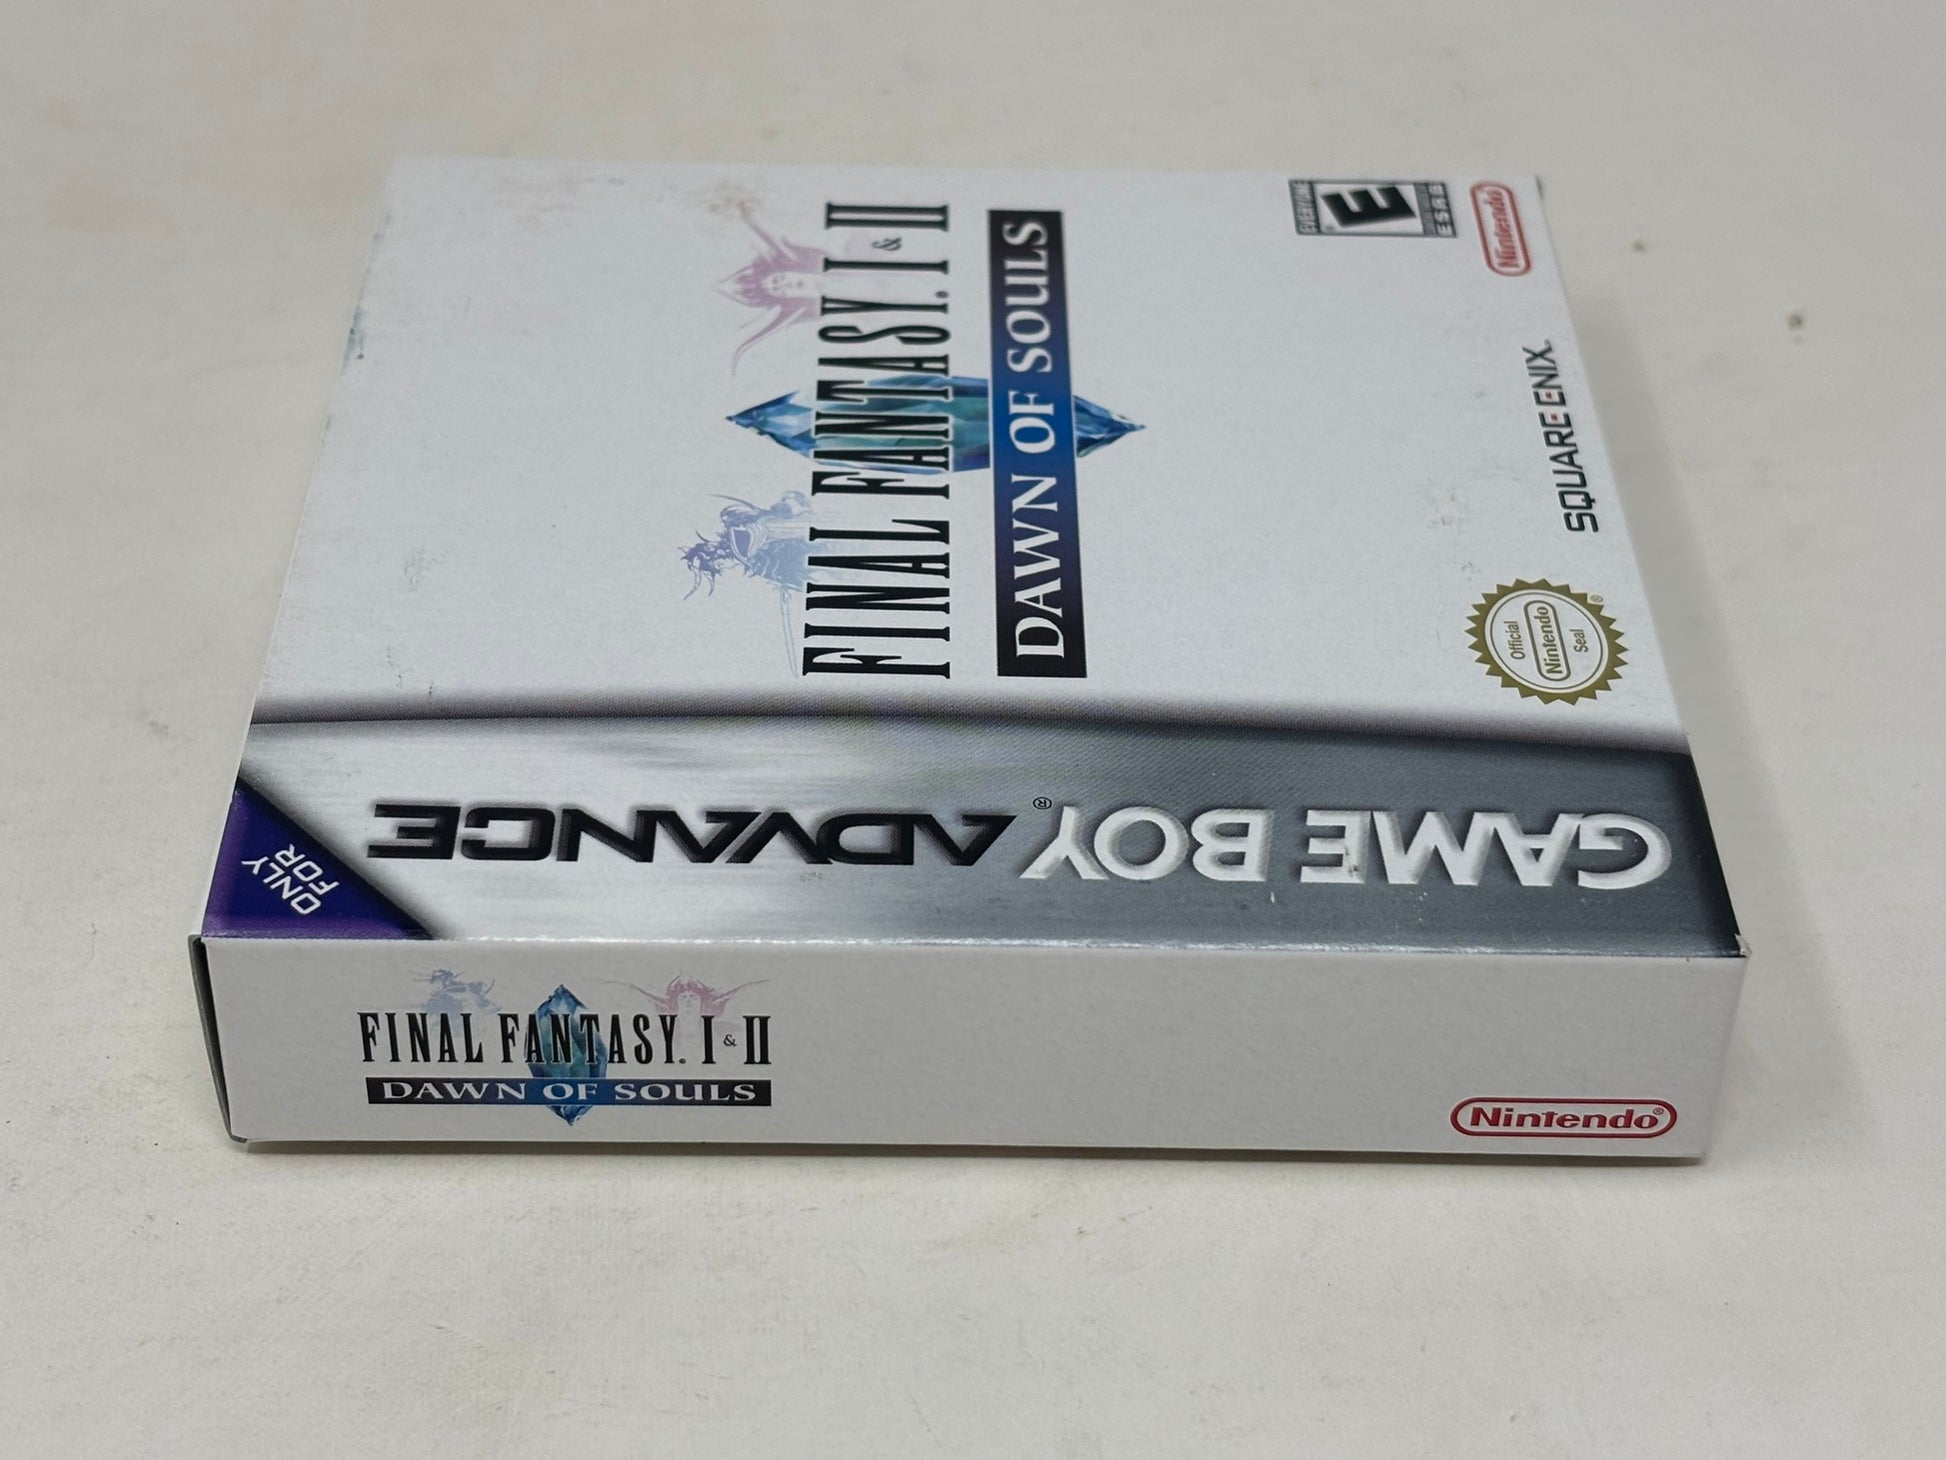 FINAL FANTASY® I & II
DAWN OF SOULS
EVERYONE
E
ESRB
Nintendo
SQUARE ENIX
Official
Nintendo
Seal
®
GAME BOY ADVANCE
®
ONLY
FOR
FINAL FANTASY® I & II
DAWN OF SOULS
Nintendo®